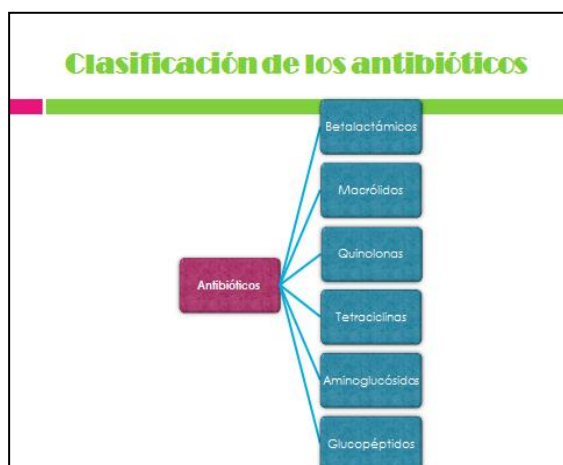 Clasificación de los antibióticos
Betalactámicos
Macrólidos
Quinolonas
Antibióticos
Tetraciclinas
Aminoglucósidos
Glucopéptidos